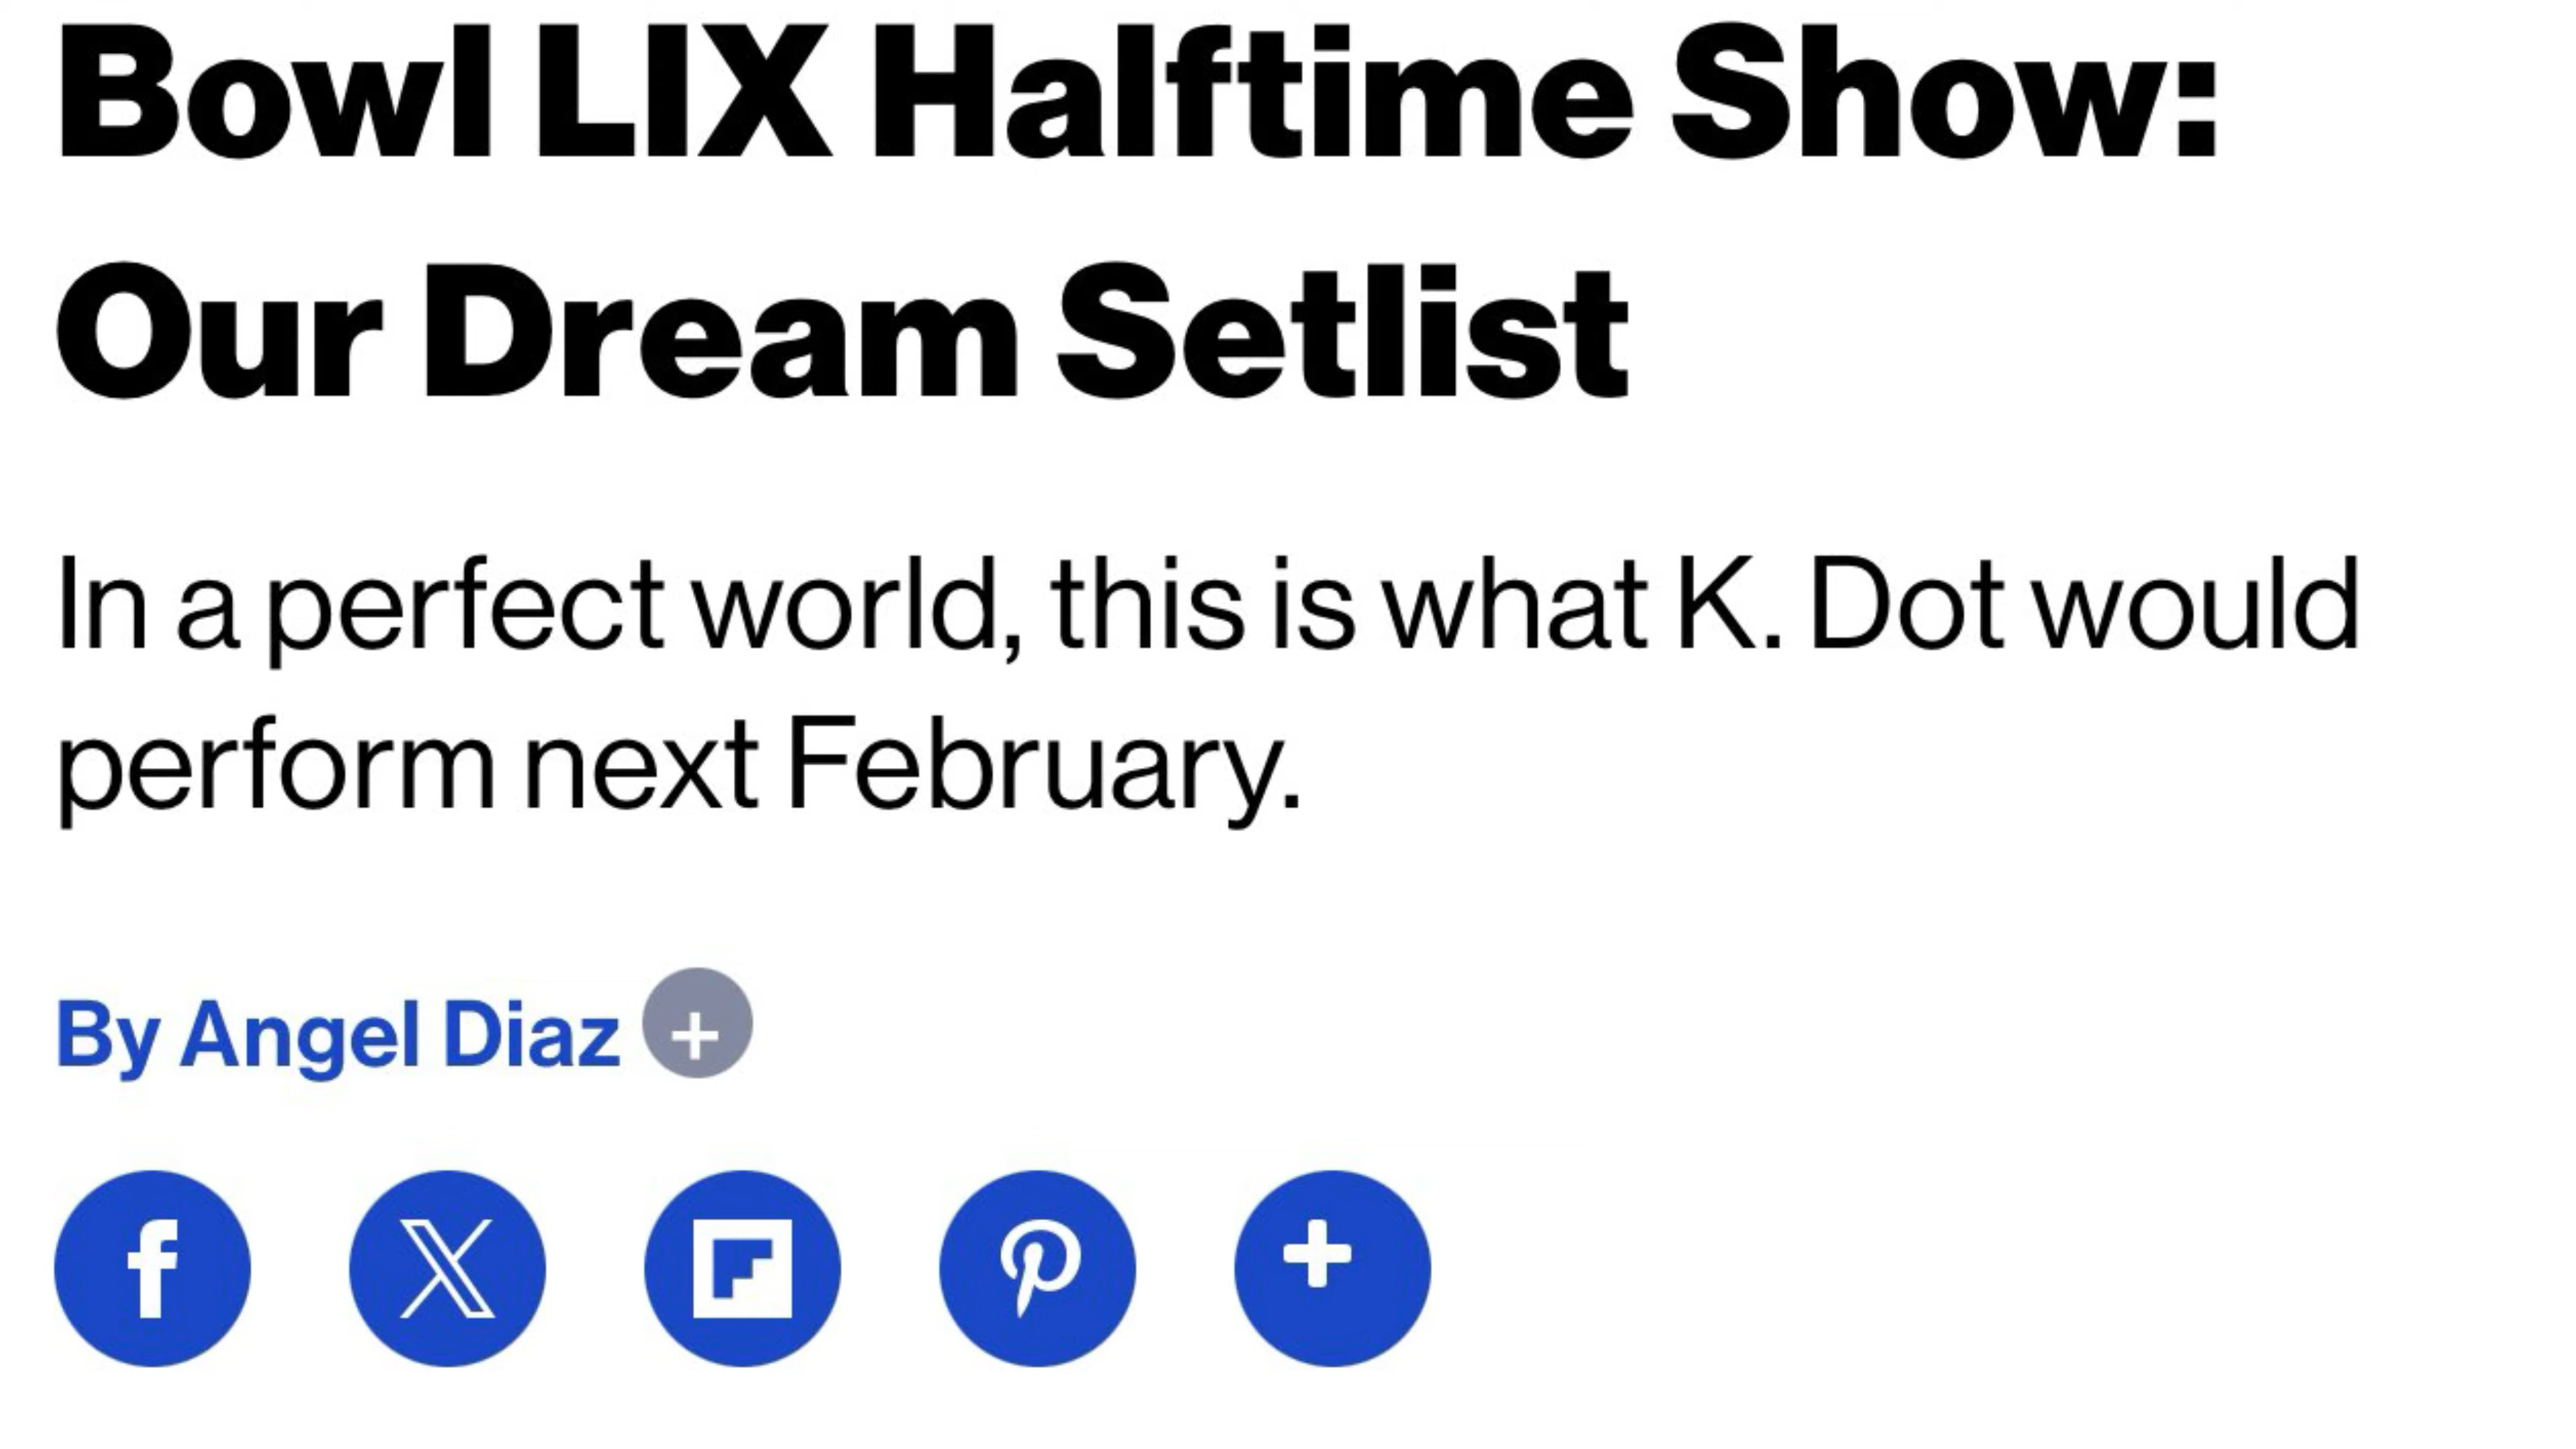 Bowl LIX Halftime Show:
Our Dream Setlist
In a perfect world, this is what K. Dot would
perform next February.
By Angel Diaz